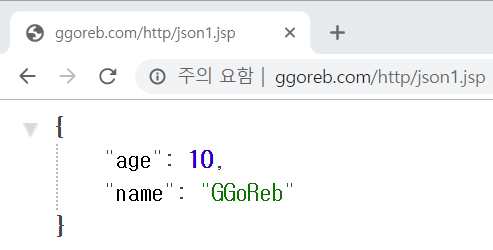 ggoreb.com/http/json1.jsp
주의 요함 | ggoreb.com/http/json1.jsp
{
"age": 10,
"name": "GGoReb"
}